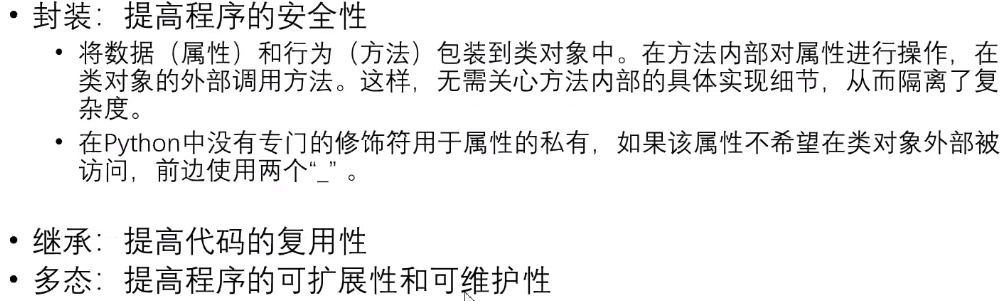 • 封装：提高程序的安全性
• 将数据（属性）和行为（方法）包装到类对象中。在方法内部对属性进行操作，在
类对象的外部调用方法。这样，无需关心方法内部的具体实现细节，从而隔离了复
杂度。
• 在Python中没有专门的修饰符用于属性的私有，如果该属性不希望在类对象外部被
访问，前边使用两个“_”。
• 继承：提高代码的复用性
• 多态：提高程序的可扩展性和可维护性